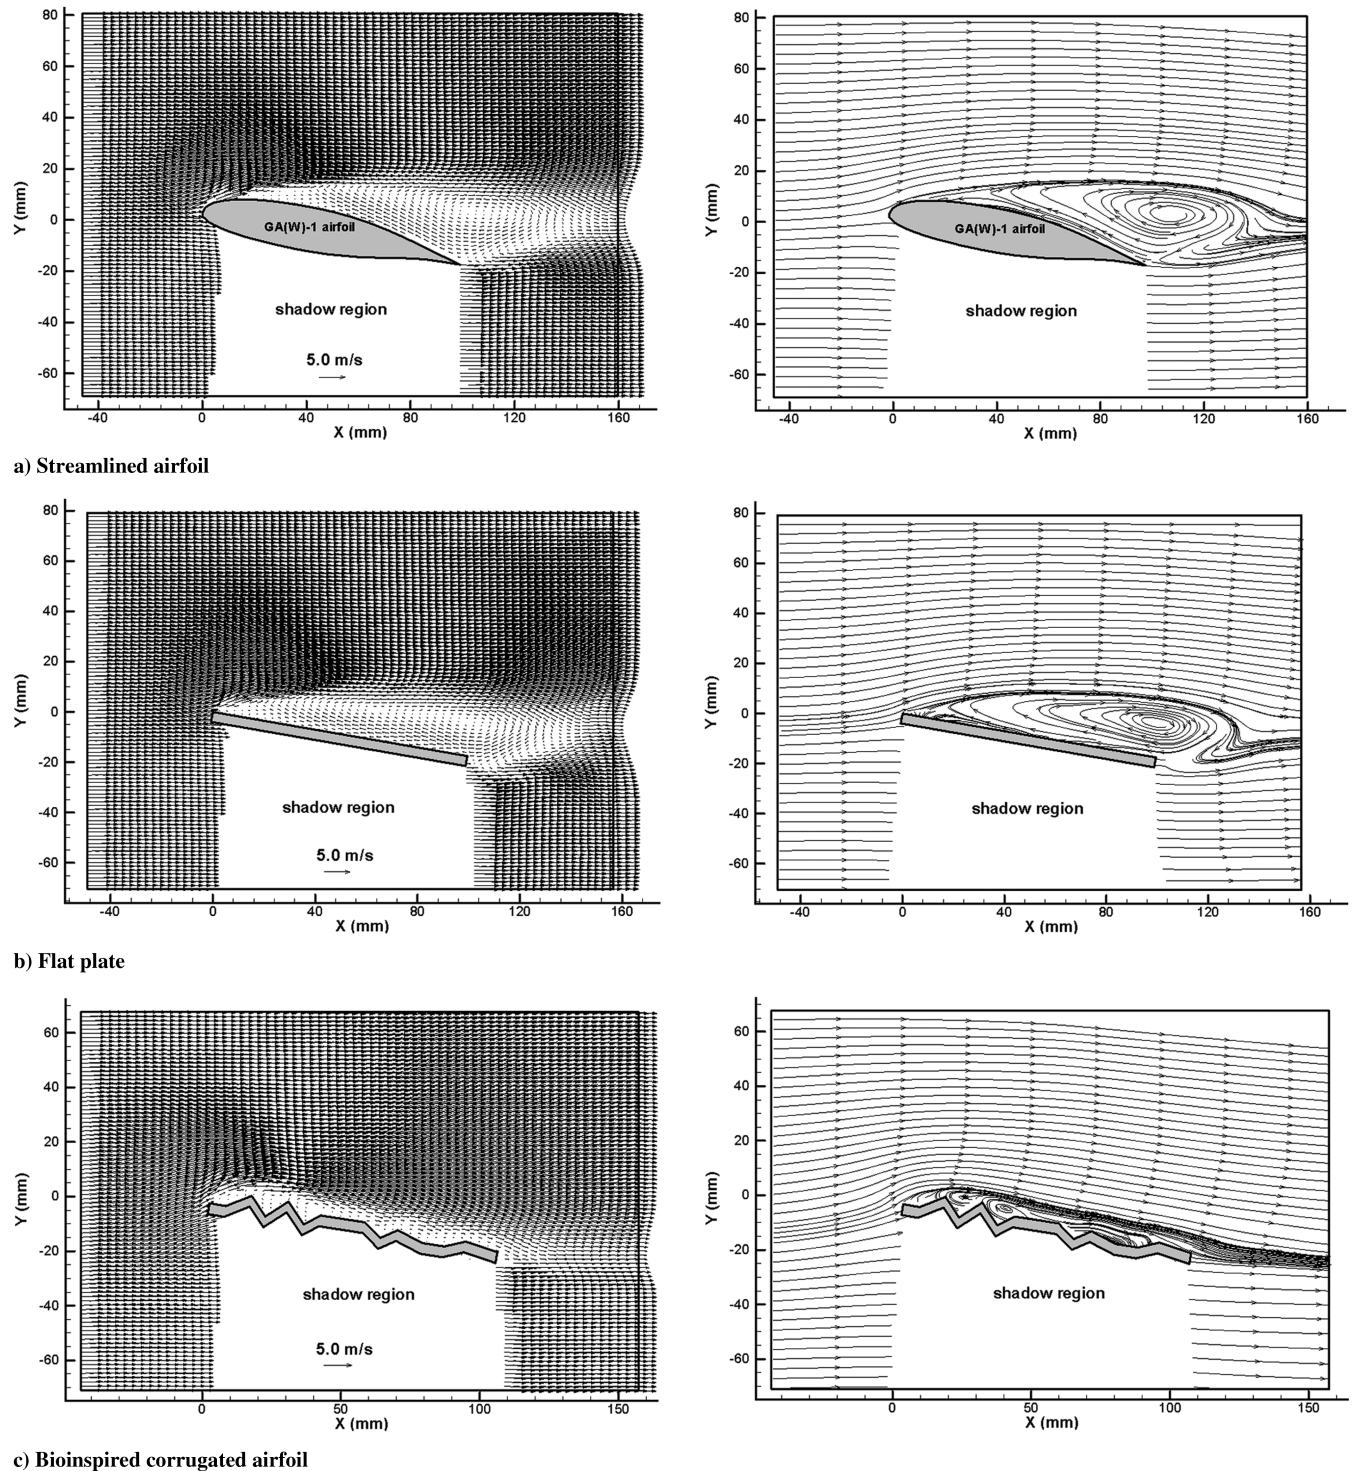 80
60
40
20
0
-20
-40
-60
Y (mm)
GA(W)-1 airfoil
shadow region
5.0 m/s
-40 0 40 80 120 160
X (mm)
80
60
40
20
0
-20
-40
-60
Y (mm)
GA(W)-1 airfoil
shadow region
-40 0 40 80 120 160
X (mm)
a) Streamlined airfoil
80
60
40
20
0
-20
-40
-60
Y (mm)
shadow region
5.0 m/s
-40 0 40 80 120 160
X (mm)
80
60
40
20
0
-20
-40
-60
Y (mm)
shadow region
-40 0 40 80 120 160
X (mm)
b) Flat plate
60
40
20
0
-20
-40
-60
Y (mm)
shadow region
5.0 m/s
0 50 100 150
X (mm)
60
40
20
0
-20
-40
-60
Y (mm)
shadow region
0 50 100 150
X (mm)
c) Bioinspired corrugated airfoil